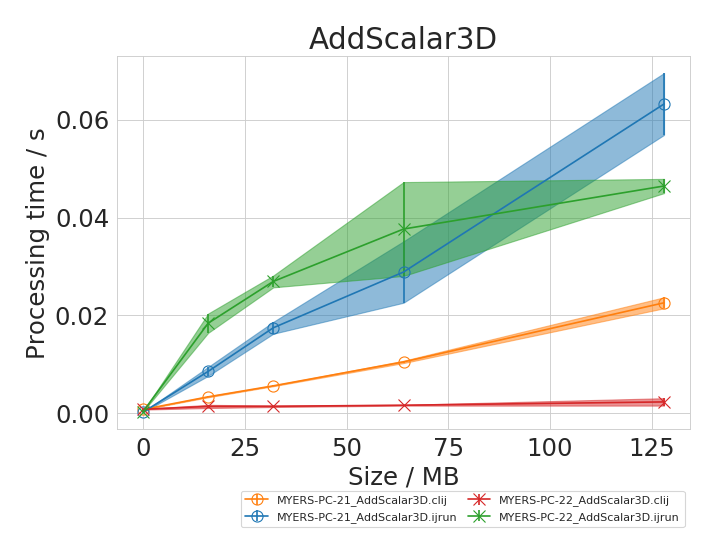 AddScalar3D
Processing time / s
0.06
0.04
0.02
0.00
0 25 50 75 100 125
Size / MB
MYERS-PC-21_AddScalar3D.clij MYERS-PC-22_AddScalar3D.clij
MYERS-PC-21_AddScalar3D.ijrun MYERS-PC-22_AddScalar3D.ijrun